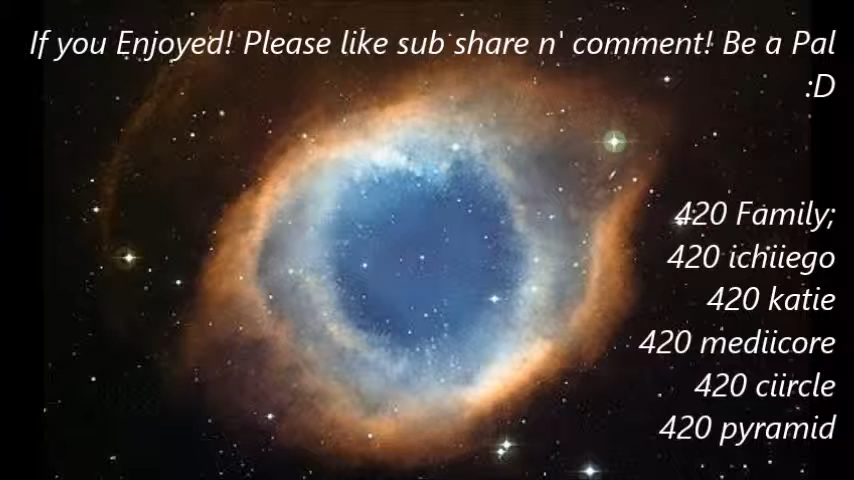 If you Enjoyed! Please like sub share n' comment! Be a Pal
:D
420 Family;
420 ichiiego
420 katie
420 mediicore
420 ciircle
420 pyramid